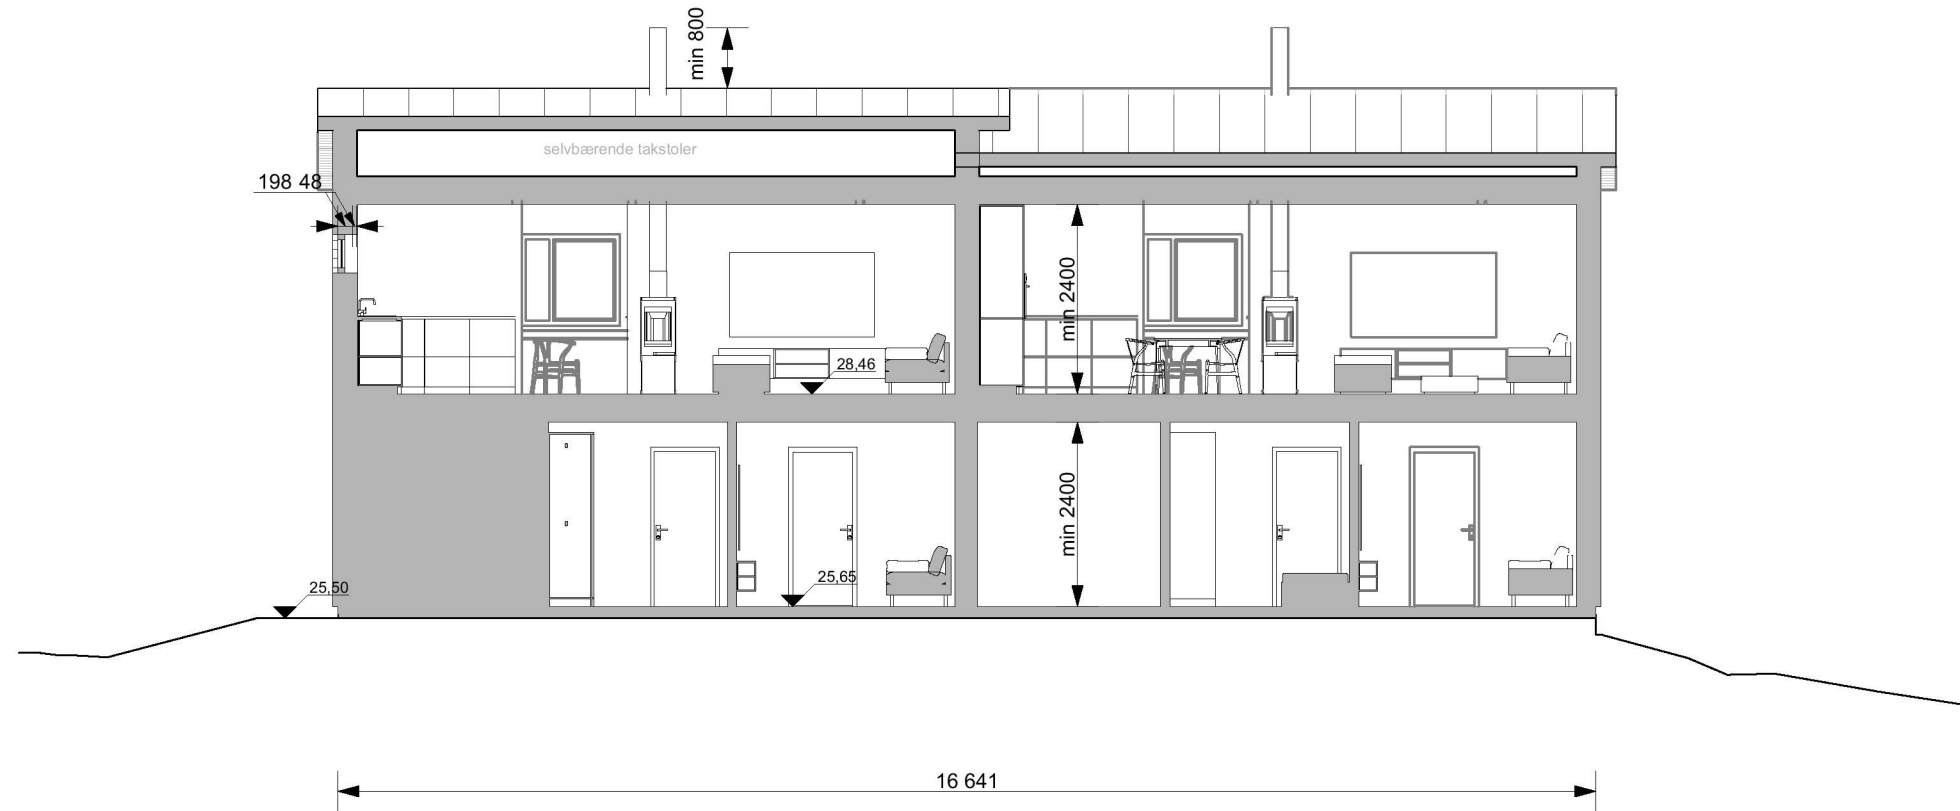 min 800
selvbærende takstoler
198 48
min 2400
28,46
min 2400
25,65
25,50
16 641